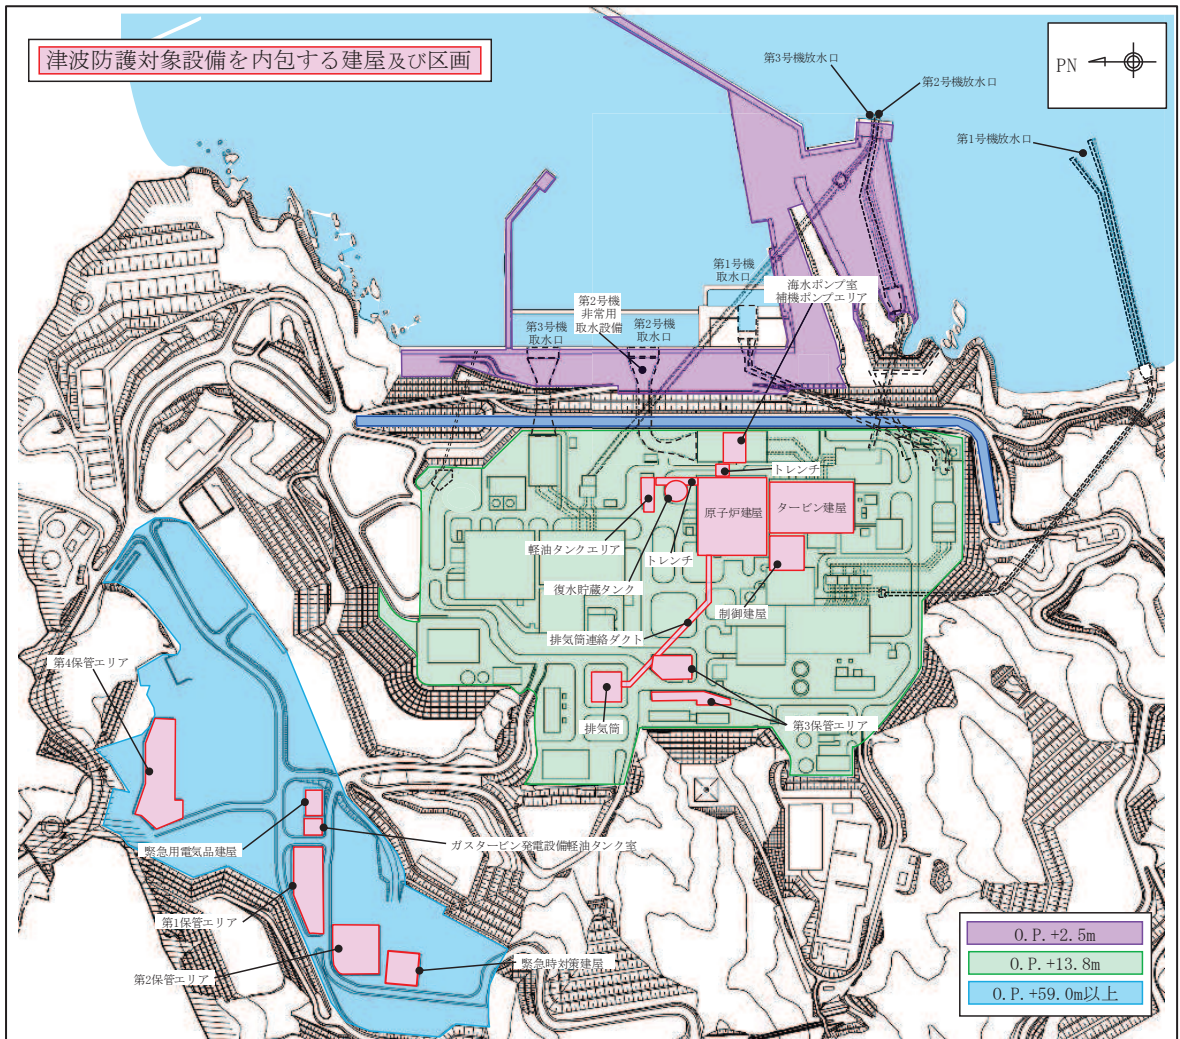 津波防護対象設備を内包する建屋及び区画
PN
第3号機放水口
第2号機放水口
第1号機放水口
第1号機
取水口
海水ポンプ室
補機ポンプエリア
第2号機
非常用
取水設備
第3号機
取水口
第2号機
取水口
トレンチ
原子炉建屋
タービン建屋
軽油タンクエリア
トレンチ
復水貯蔵タンク
制御建屋
排気筒連絡ダクト
第4保管エリア
排気筒
第3保管エリア
緊急用電気品建屋
ガスタービン発電設備軽油タンク室
第1保管エリア
第2保管エリア
緊急時対策建屋
O.P.+2.5m
O.P.+13.8m
O.P.+59.0m以上